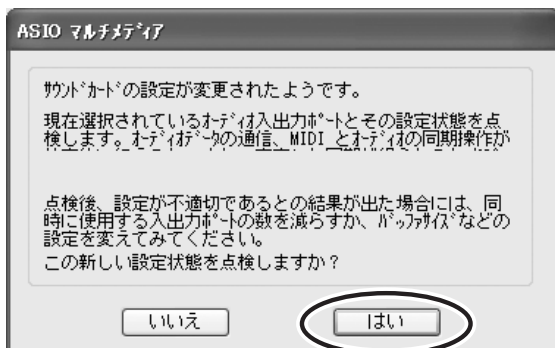 ASIO マルチメディア
サウンドカードの設定が変更されたようです。
現在選択されているオーディオ入出力ポートとその設定状態を点
検します。オーディオデータの通信、MIDI とオーディオの同期操作が
点検後、設定が不適切であるとの結果が出た場合には、同
時に使用する入出力ポートの数を減らすか、バッファサイズなどの
設定を変えてみてください。
この新しい設定状態を点検しますか?
いいえ
はい